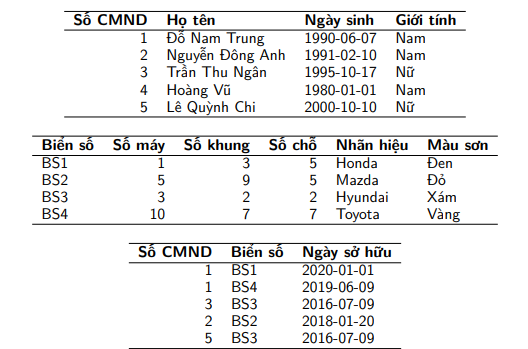 Số CMND Họ tên Ngày sinh Giới tính
1 Đỗ Nam Trung 1990-06-07 Nam
2 Nguyễn Đông Anh 1991-02-10 Nam
3 Trần Thu Ngân 1995-10-17 Nữ
4 Hoàng Vũ 1980-01-01 Nam
5 Lê Quỳnh Chi 2000-10-10 Nữ
Biển số Số máy Số khung Số chỗ Nhãn hiệu Màu sơn
BS1 1 3 5 Honda Đen
BS2 5 9 5 Mazda Đỏ
BS3 3 2 2 Hyundai Xám
BS4 10 7 7 Toyota Vàng
Số CMND Biển số Ngày sở hữu
1 BS1 2020-01-01
1 BS4 2019-06-09
3 BS3 2016-07-09
2 BS2 2018-01-20
5 BS3 2016-07-09